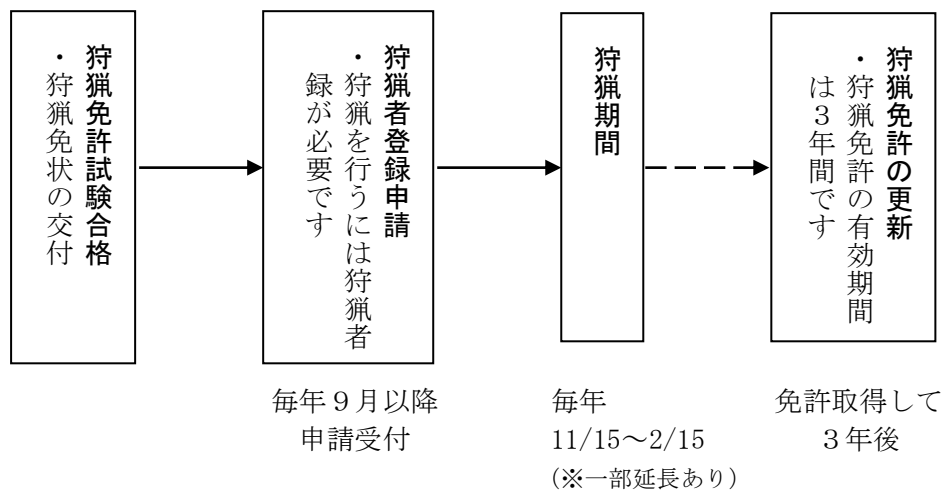 狩猟免許試験合格
・狩猟免状の交付
狩猟者登録申請
・狩猟を行うには狩猟者
録が必要です
狩猟期間
狩猟免許の更新
・狩猟免許の有効期間
は３年間です
毎年９月以降
申請受付
毎年
11/15～2/15
(※一部延長あり)
免許取得して
３年後